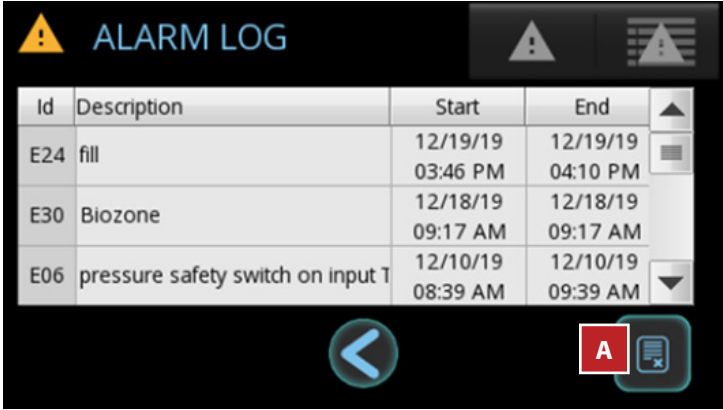 ALARM LOG
Id Description Start End
E24 fill 12/19/19 03:46 PM 12/19/19 04:10 PM
E30 Biozone 12/18/19 09:17 AM 12/18/19 09:17 AM
E06 pressure safety switch on input T 12/10/19 08:39 AM 12/10/19 09:39 AM
A